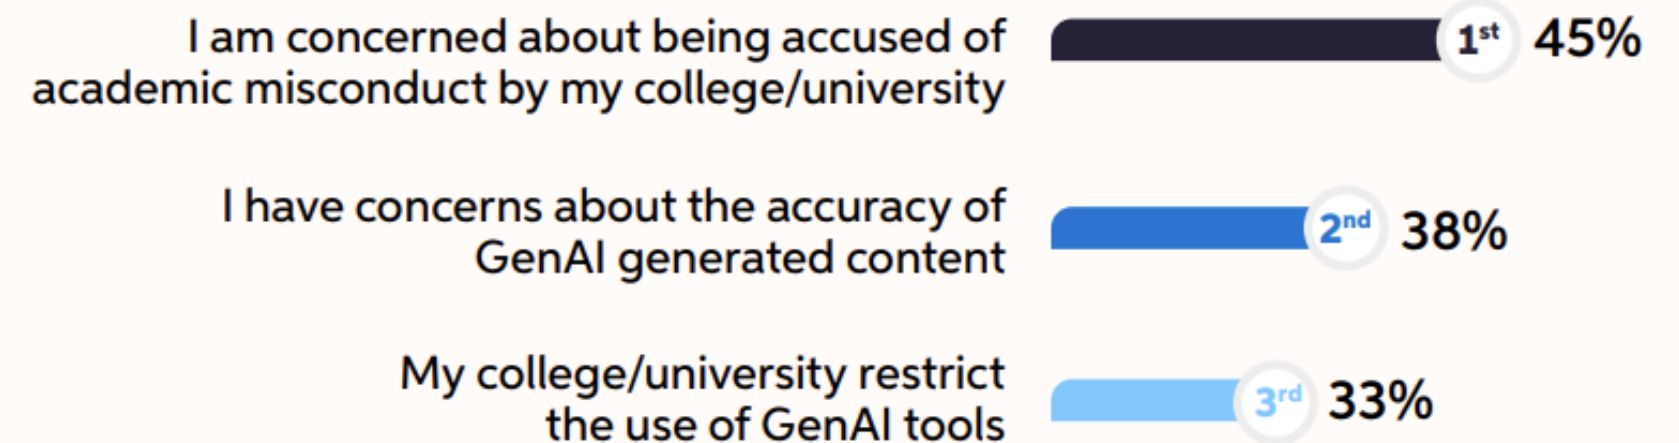 I am concerned about being accused of
academic misconduct by my college/university
1st 45%
I have concerns about the accuracy of
GenAI generated content
2nd 38%
My college/university restrict
the use of GenAI tools
3rd 33%